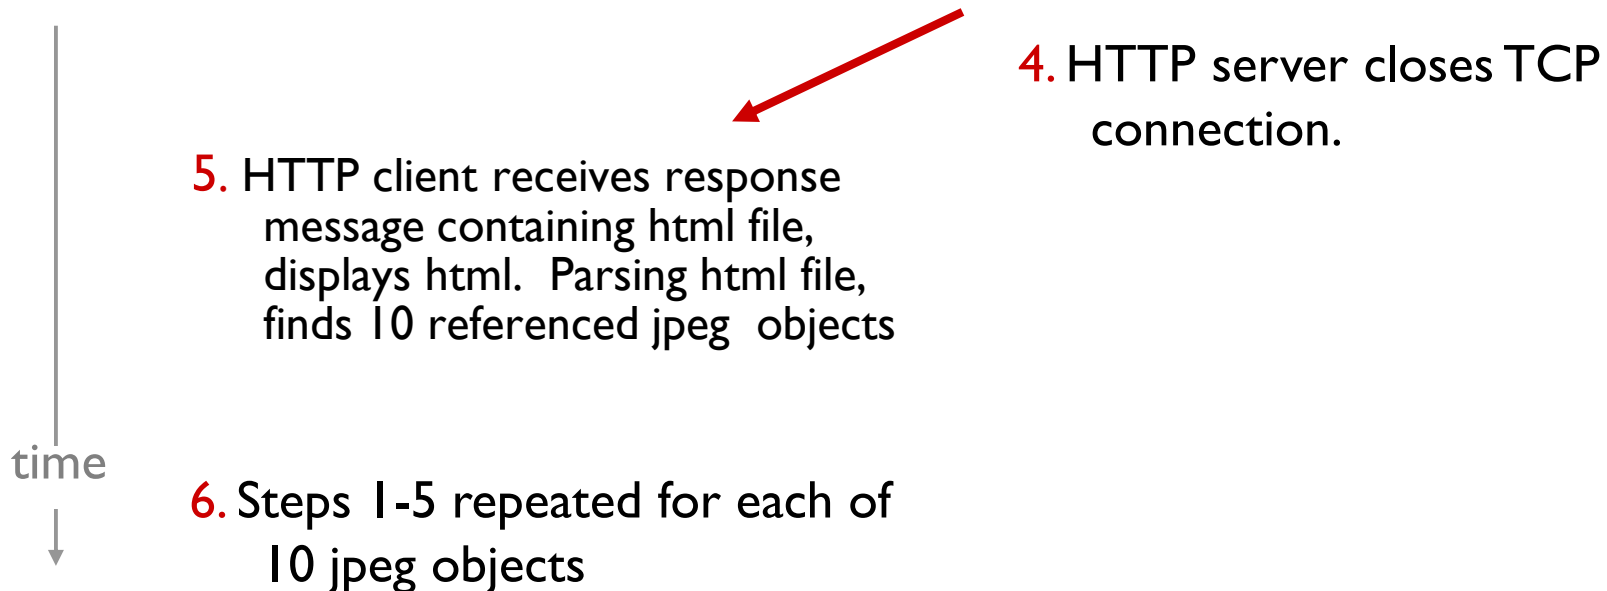 4. HTTP server closes TCP
connection.
5. HTTP client receives response
message containing html file,
displays html.  Parsing html file,
finds 10 referenced jpeg  objects
time
6. Steps 1-5 repeated for each of
10 jpeg objects